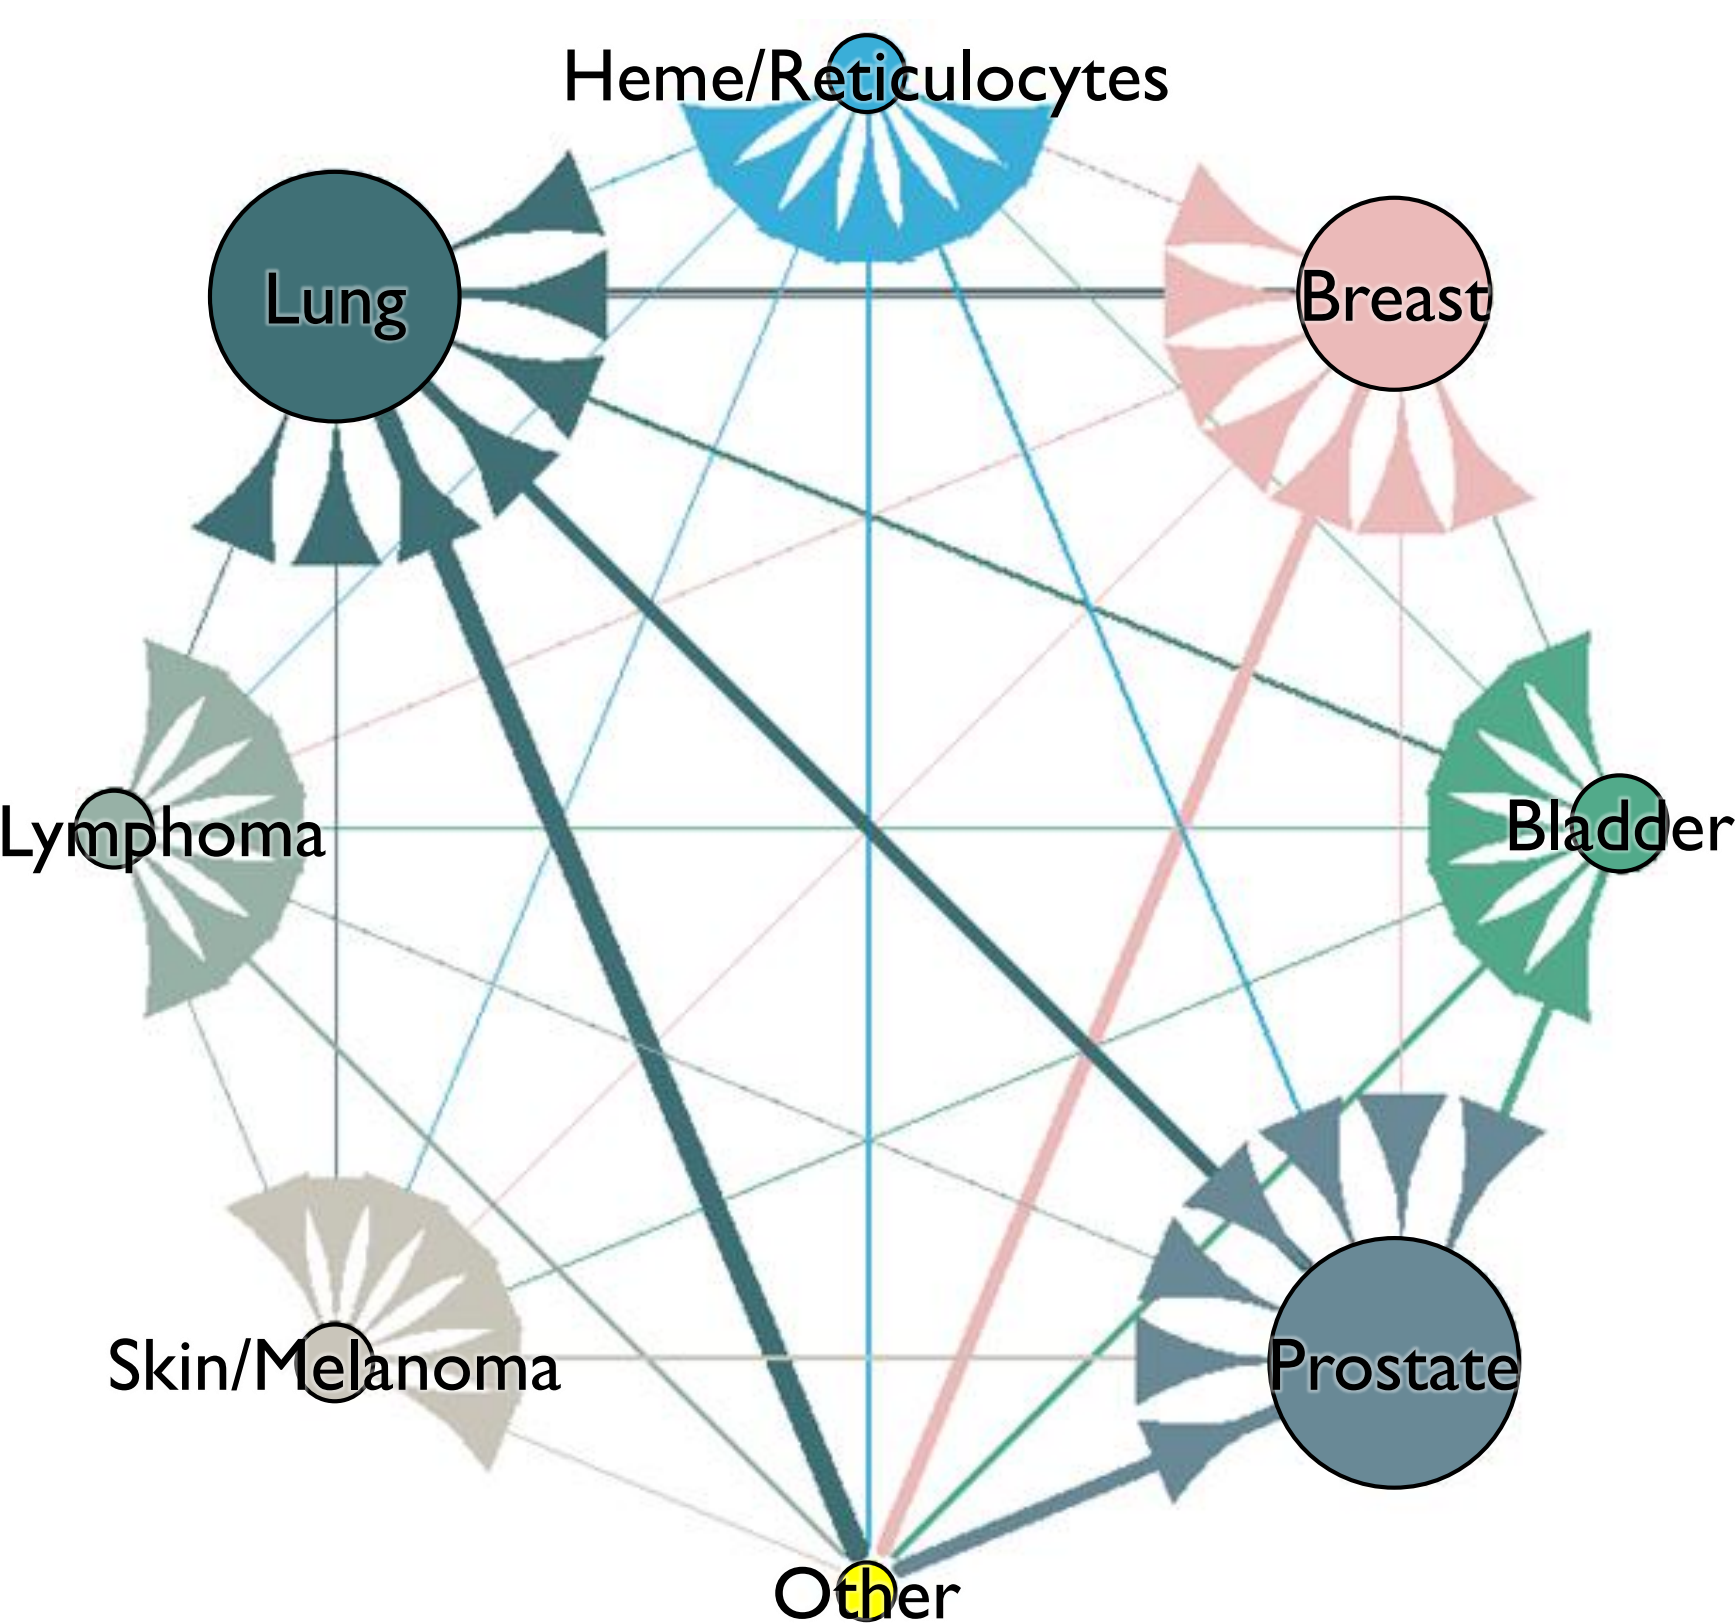 Heme/Reticulocytes
Lung
Breast
Lymphoma
Bladder
Skin/Melanoma
Prostate
Other